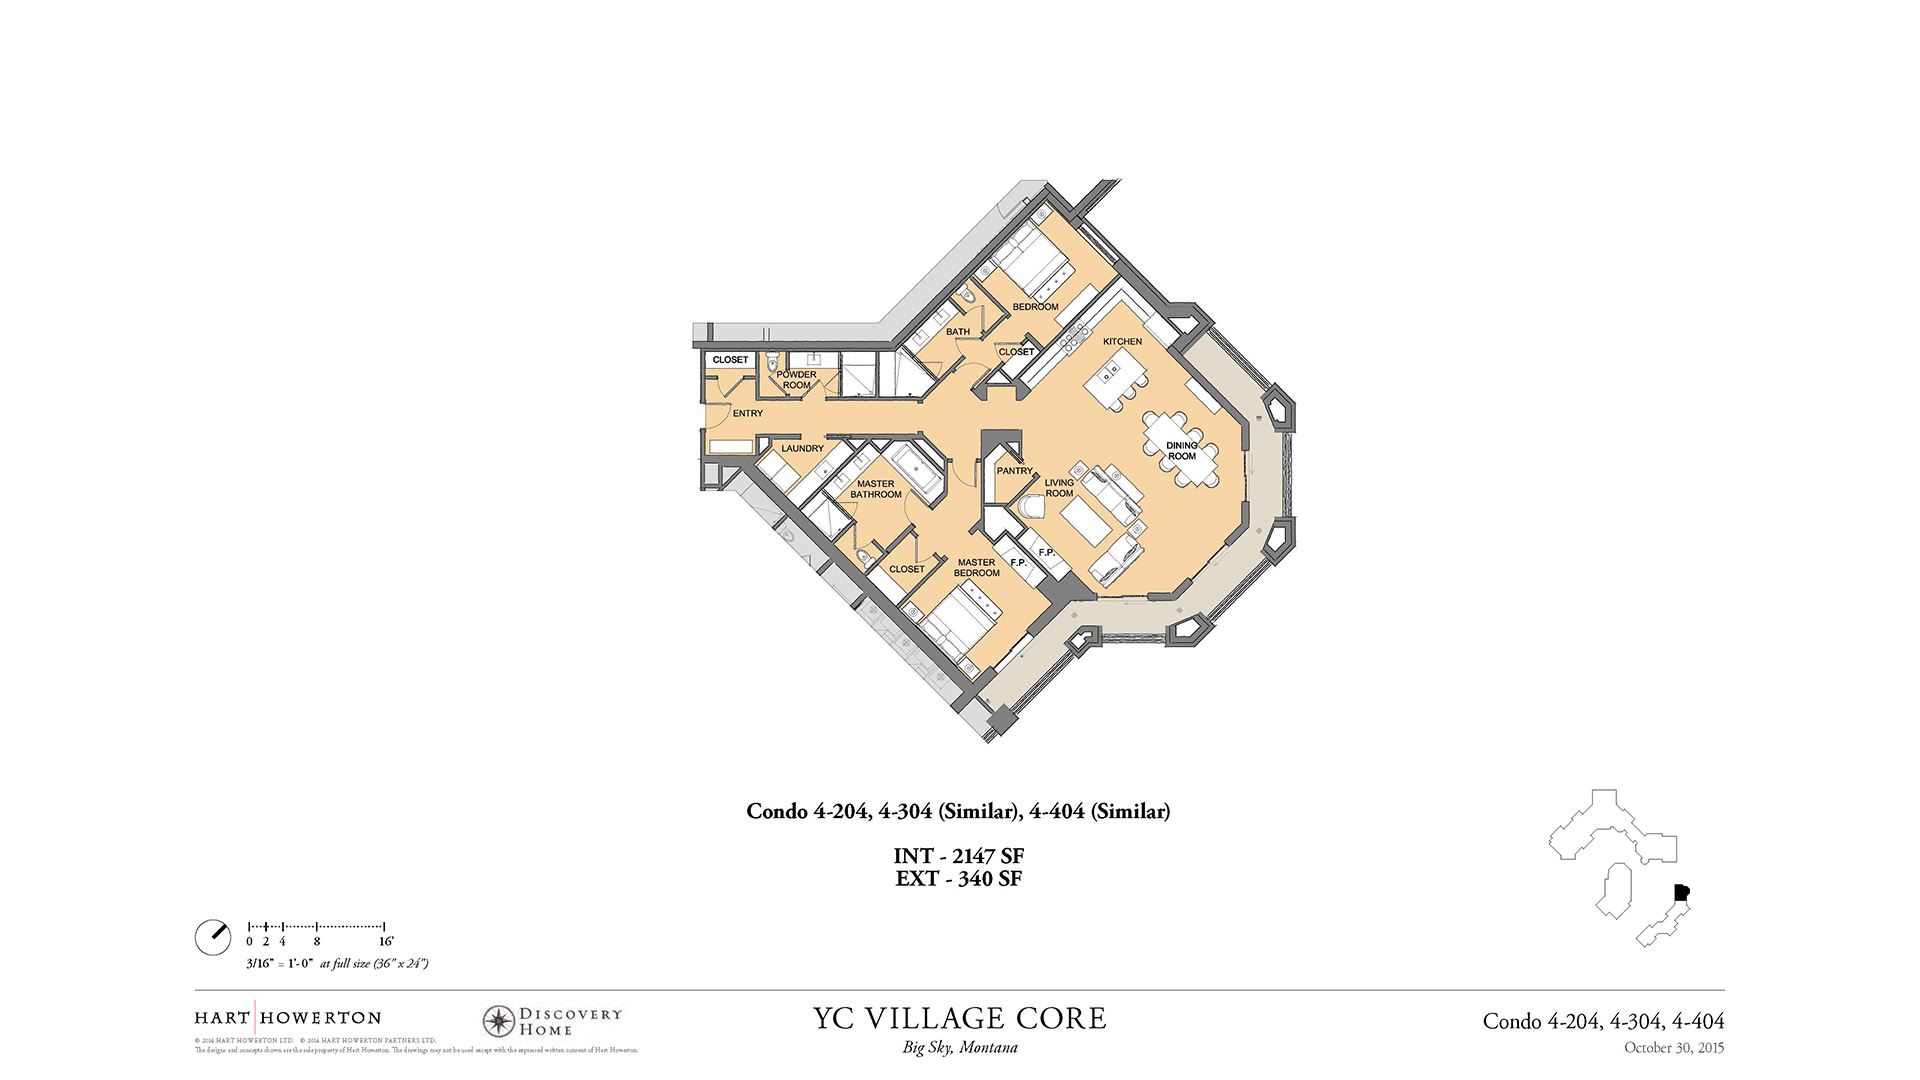 BEDROOM
BATH
CLOSET
KITCHEN
CLOSET
POWDER
ROOM
ENTRY
LAUNDRY
MASTER
BATHROOM
PANTRY
LIVING
ROOM
DINING
ROOM
F.P.
F.P.
CLOSET
MASTER
BEDROOM
Condo 4-204, 4-304 (Similar), 4-404 (Similar)
INT - 2147 SF
EXT - 340 SF
0 2 4 8 16'
3/16" = 1'-0" at full size (36" x 24")
HART HOWERTON
© 2014 HART HOWERTON LTD. © 2014 HART HOWERTON PARTNERS LTD.
The designs and concepts shown are the sole property of Hart Howerton. The drawings may not be used except with the expressed written consent of Hart Howerton.
DISCOVERY
HOME
YC VILLAGE CORE
Big Sky, Montana
Condo 4-204, 4-304, 4-404
October 30, 2015